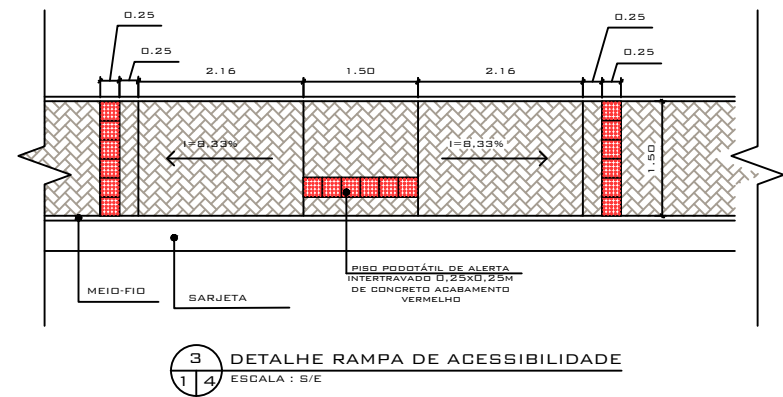 0.25
0.25
0.25
0.25
2.16
1.50
2.16
I=8,33%
I=8,33%
1.50
PISO PODOTÁTIL DE ALERTA
INTERTRAVADO 0,25X0,25M
DE CONCRETO ACABAMENTO
VERMELHO
MEIO-FIO
SARJETA
3
1 4
DETALHE RAMPA DE ACESSIBILIDADE
ESCALA : S/E